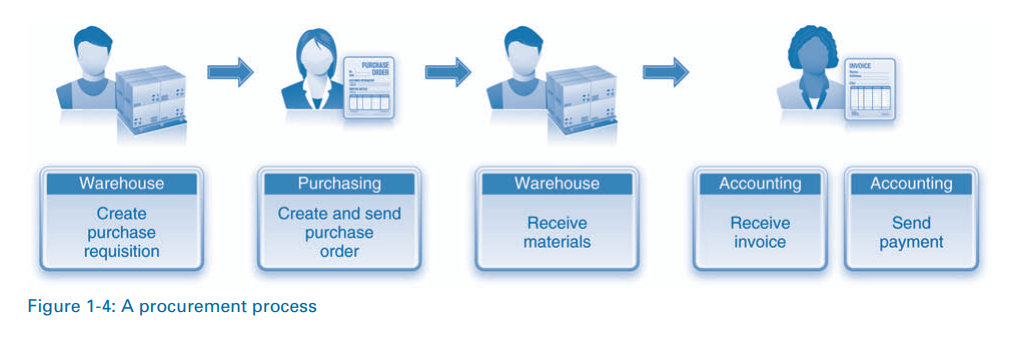 PURCHASE
ORDER
INVOICE
Warehouse
Create
purchase
requisition
Purchasing
Create and send
purchase
order
Warehouse
Receive
materials
Accounting
Receive
invoice
Accounting
Send
payment
Figure 1-4: A procurement process